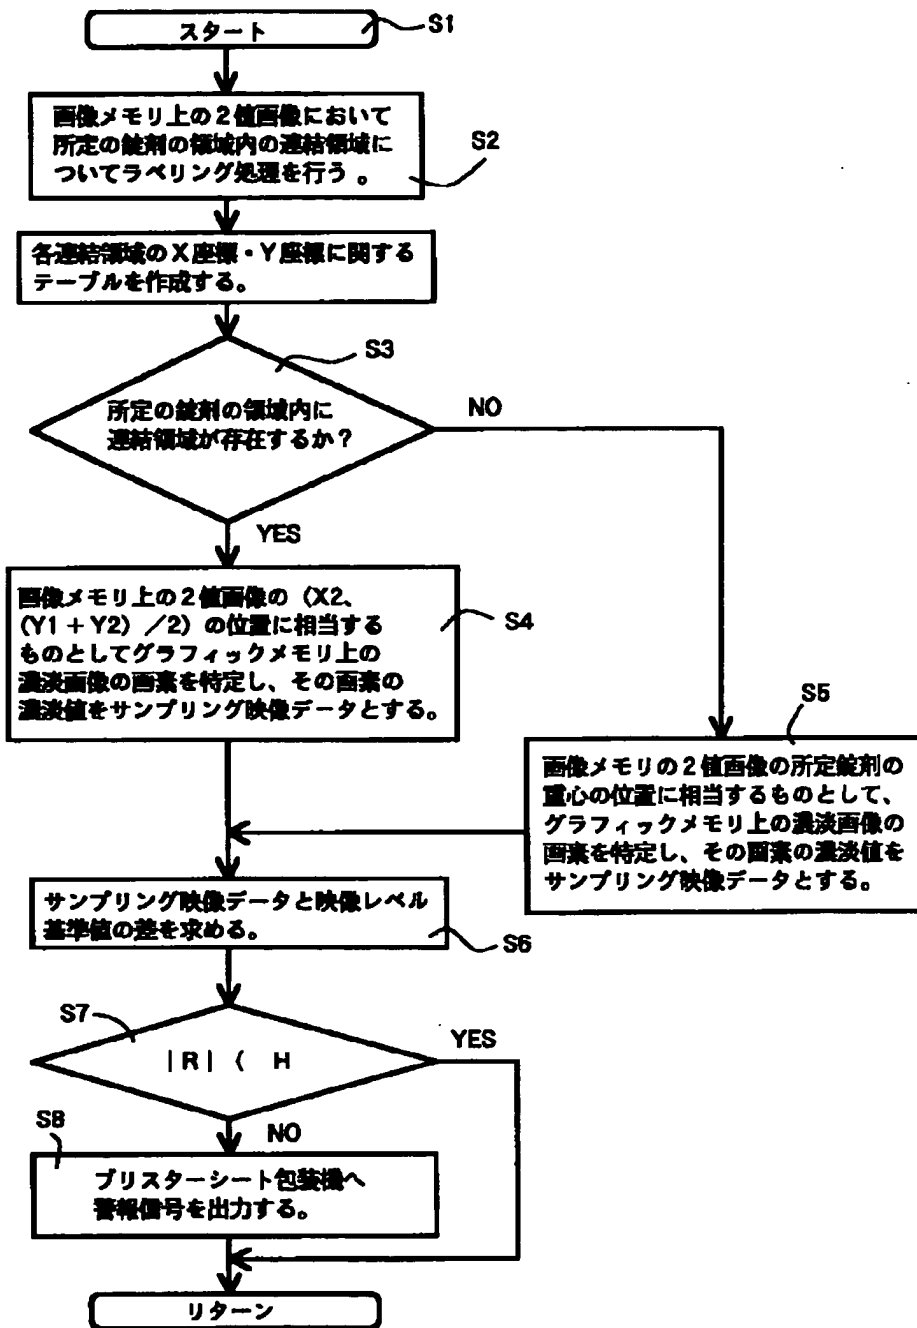 スタート
S1
画像メモリ上の2値画像において
所定の錠剤の領域内の連結領域に
ついてラベリング処理を行う。
S2
各連結領域のX座標・Y座標に関する
テーブルを作成する。
S3
所定の錠剤の領域内に
連結領域が存在するか?
NO
YES
画像メモリ上の2値画像の(X2、
(Y1+Y2)/2)の位置に相当する
ものとしてグラフィックメモリ上の
濃淡画像の画素を特定し、その画素の
濃淡値をサンプリング映像データとする。
S4
S5
画像メモリの2値画像の所定錠剤の
重心の位置に相当するものとして、
グラフィックメモリ上の濃淡画像の
画素を特定し、その画素の濃淡値を
サンプリング映像データとする。
サンプリング映像データと映像レベル
基準値の差を求める。
S6
S7
|R| 〈 H
YES
NO
S8
ブリスターシート包装機へ
警報信号を出力する。
リターン